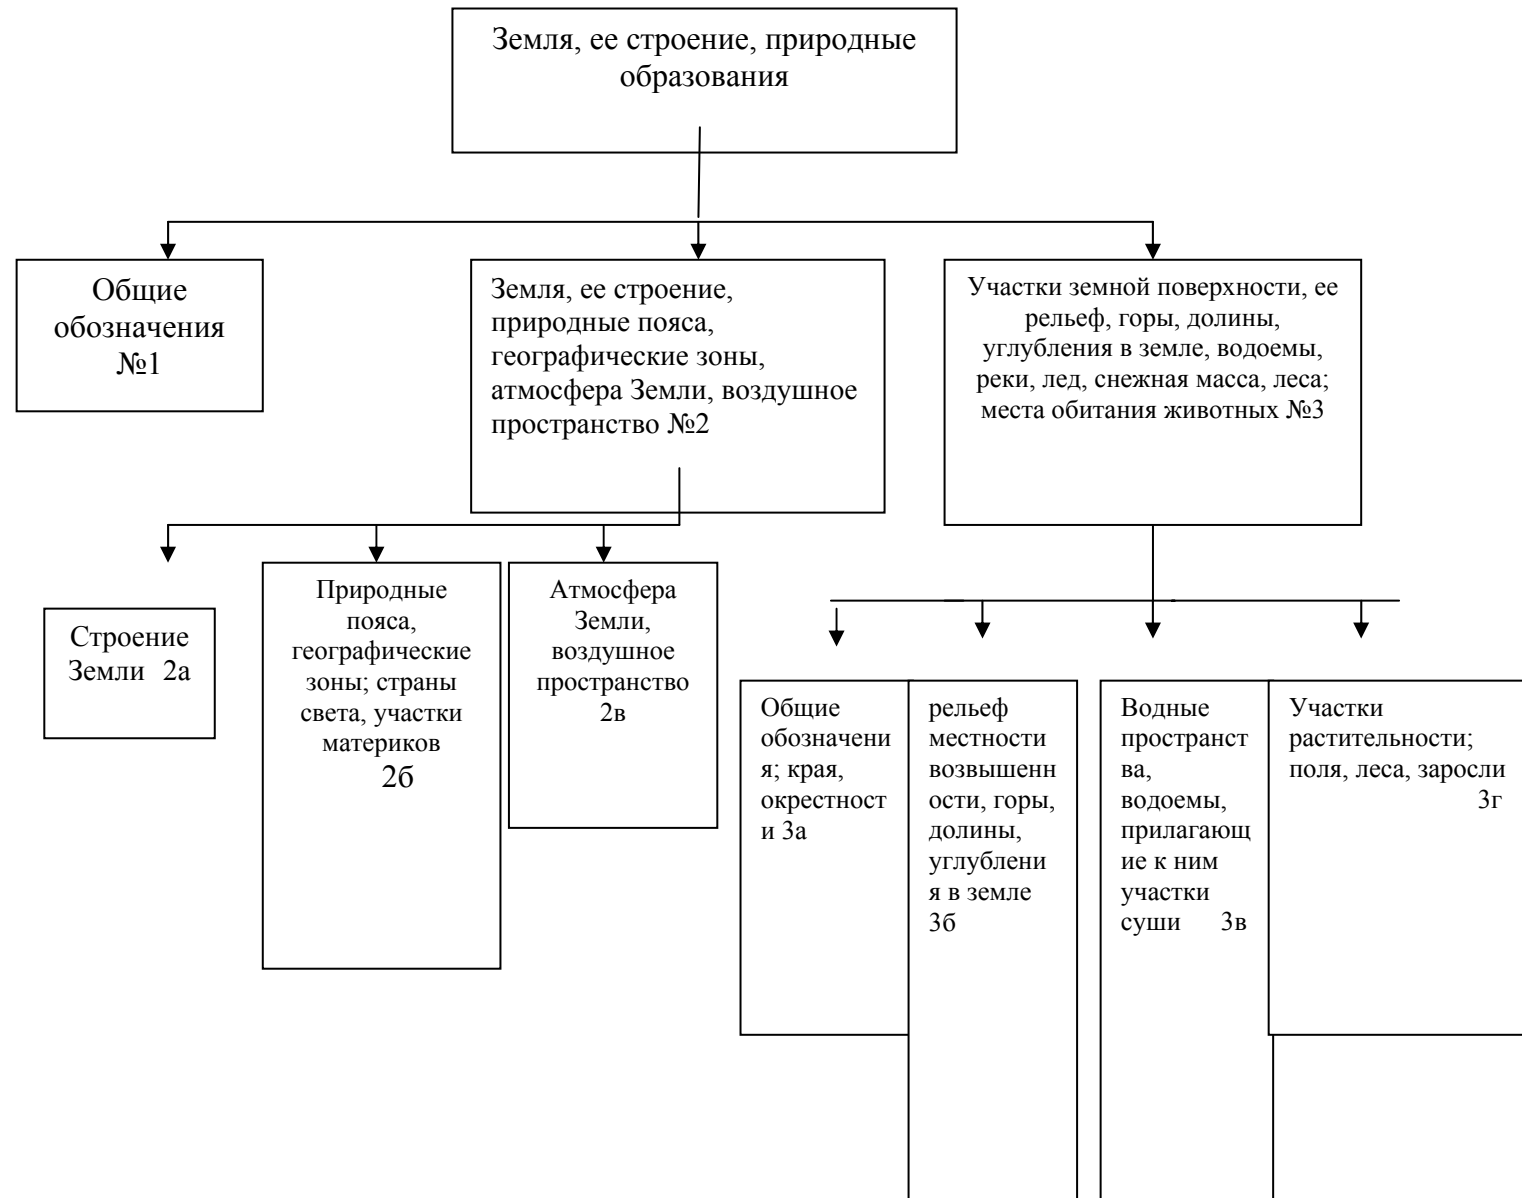 Земля, ее строение, природные
образования
Общие
обозначения
№1
Земля, ее строение,
природные пояса,
географические зоны,
атмосфера Земли, воздушное
пространство №2
Участки земной поверхности, ее
рельеф, горы, долины,
углубления в земле, водоемы,
реки, лед, снежная масса, леса;
места обитания животных №3
Строение
Земли 2а
Природные
пояса,
географические
зоны; страны
света, участки
материков
2б
Атмосфера
Земли,
воздушное
пространство
2в
Общие
обозначени
я; края,
окрестност
и 3а
рельеф
местности
возвышенн
ости, горы,
долины,
углублени
я в земле
3б
Водные
пространст
ва,
водоемы,
прилагающ
ие к ним
участки
суши 3в
Участки
растительности;
поля, леса, заросли
3г